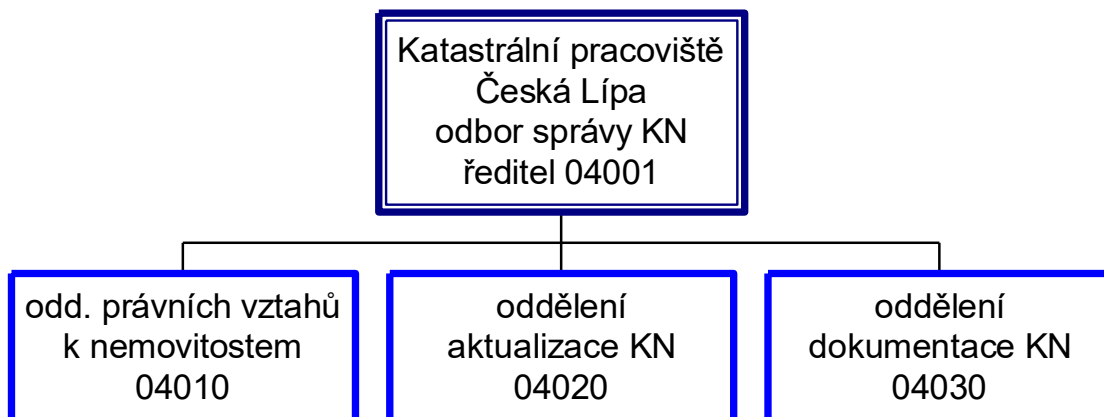 Katastrální pracoviště
Česká Lípa
odbor správy KN
ředitel 04001
odd. právních vztahů
k nemovitostem
04010
oddělení
aktualizace KN
04020
oddělení
dokumentace KN
04030